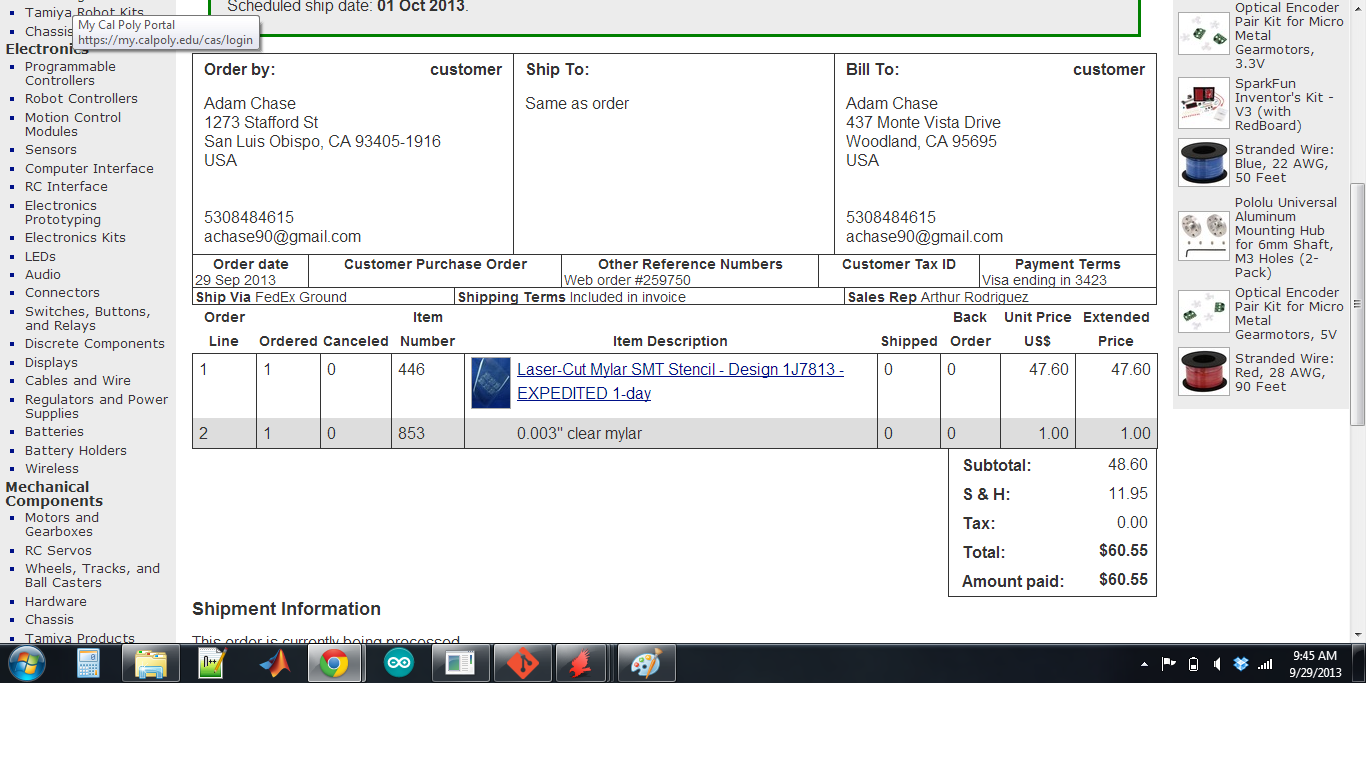 Scheduled ship date: 01 Oct 2013.
Tamiya Robot Kits
Chassis
My Cal Poly Portal
https://my.calpoly.edu/cas/login
Electronics
Programmable
Controllers
Robot Controllers
Motion Control
Modules
Sensors
Computer Interface
RC Interface
Electronics
Prototyping
Electronics Kits
LEDs
Audio
Connectors
Switches, Buttons,
and Relays
Discrete Components
Displays
Cables and Wire
Regulators and Power
Supplies
Batteries
Battery Holders
Wireless
Mechanical
Components
Motors and
Gearboxes
RC Servos
Wheels, Tracks, and
Ball Casters
Hardware
Chassis
Tamiya Products
Order by: customer
Adam Chase
1273 Stafford St
San Luis Obispo, CA 93405-1916
USA
5308484615
achase90@gmail.com
Ship To:
Same as order
Bill To: customer
Adam Chase
437 Monte Vista Drive
Woodland, CA 95695
USA
5308484615
achase90@gmail.com
Order date Customer Purchase Order Other Reference Numbers Customer Tax ID Payment Terms
29 Sep 2013 Web order #259750 Visa ending in 3423
Ship Via FedEx Ground Shipping Terms Included in invoice Sales Rep Arthur Rodriguez
Order Item Back Unit Price Extended
Line Ordered Canceled Number Item Description Shipped Order US$ Price
1 1 0 446 Laser-Cut Mylar SMT Stencil - Design 1J7813 - 0 0 47.60 47.60
EXPEDITED 1-day
2 1 0 853 0.003" clear mylar 0 0 1.00 1.00
Subtotal: 48.60
S & H: 11.95
Tax: 0.00
Total: $60.55
Amount paid: $60.55
Shipment Information
This order is currently being processed
Optical Encoder
Pair Kit for Micro
Metal
Gearmotors,
3.3V
SparkFun
Inventor's Kit -
V3 (with
RedBoard)
Stranded Wire:
Blue, 22 AWG,
50 Feet
Pololu Universal
Aluminum
Mounting Hub
for 6mm Shaft,
M3 Holes (2-
Pack)
Optical Encoder
Pair Kit for Micro
Metal
Gearmotors, 5V
Stranded Wire:
Red, 28 AWG,
90 Feet
9:45 AM
9/29/2013